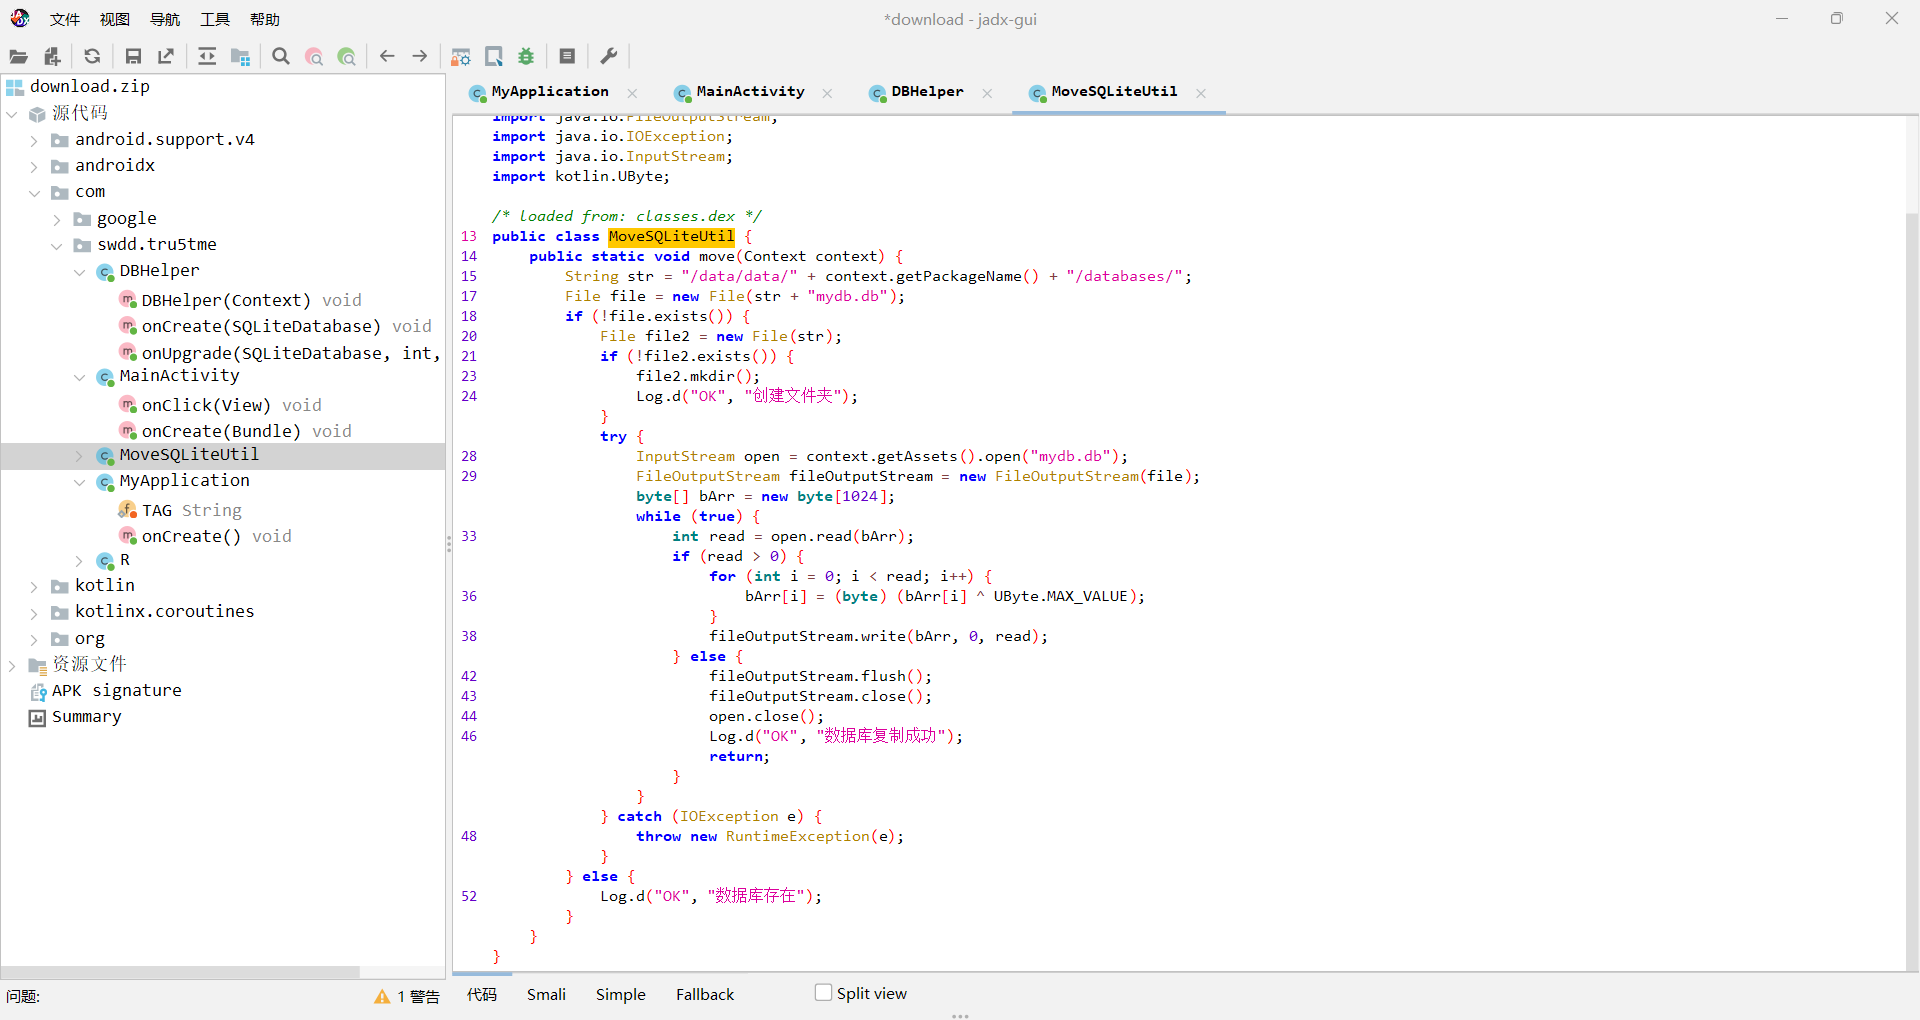 文件 视图 导航 工具 帮助 *download - jadx-gui
download.zip
源代码
android.support.v4
androidx
com
google
swdd.tru5tme
DBHelper
DBHelper(Context) void
onCreate(SQLiteDatabase) void
onUpgrade(SQLiteDatabase, int,
MainActivity
onClick(View) void
onCreate(Bundle) void
MoveSQLiteUtil
MyApplication
TAG String
onCreate() void
R
kotlin
kotlinx.coroutines
org
资源文件
APK signature
Summary
问题: 1 警告
MyApplication MainActivity DBHelper MoveSQLiteUtil
import java.io.FileOutputStream;
import java.io.IOException;
import java.io.InputStream;
import kotlin.UByte;
/* loaded from: classes.dex */
13 public class MoveSQLiteUtil {
14 public static void move(Context context) {
15 String str = "/data/data/" + context.getPackageName() + "/databases/";
17 File file = new File(str + "mydb.db");
18 if (!file.exists()) {
20 File file2 = new File(str);
21 if (!file2.exists()) {
23 file2.mkdir();
24 Log.d("OK", "创建文件夹");
}
try {
28 InputStream open = context.getAssets().open("mydb.db");
29 FileOutputStream fileOutputStream = new FileOutputStream(file);
byte[] bArr = new byte[1024];
while (true) {
33 int read = open.read(bArr);
if (read > 0) {
for (int i = 0; i < read; i++) {
36 bArr[i] = (byte) (bArr[i] ^ UByte.MAX_VALUE);
}
38 fileOutputStream.write(bArr, 0, read);
} else {
42 fileOutputStream.flush();
43 fileOutputStream.close();
44 open.close();
46 Log.d("OK", "数据库复制成功");
return;
}
}
} catch (IOException e) {
48 throw new RuntimeException(e);
}
} else {
52 Log.d("OK", "数据库存在");
}
}
}
代码 Smali Simple Fallback Split view